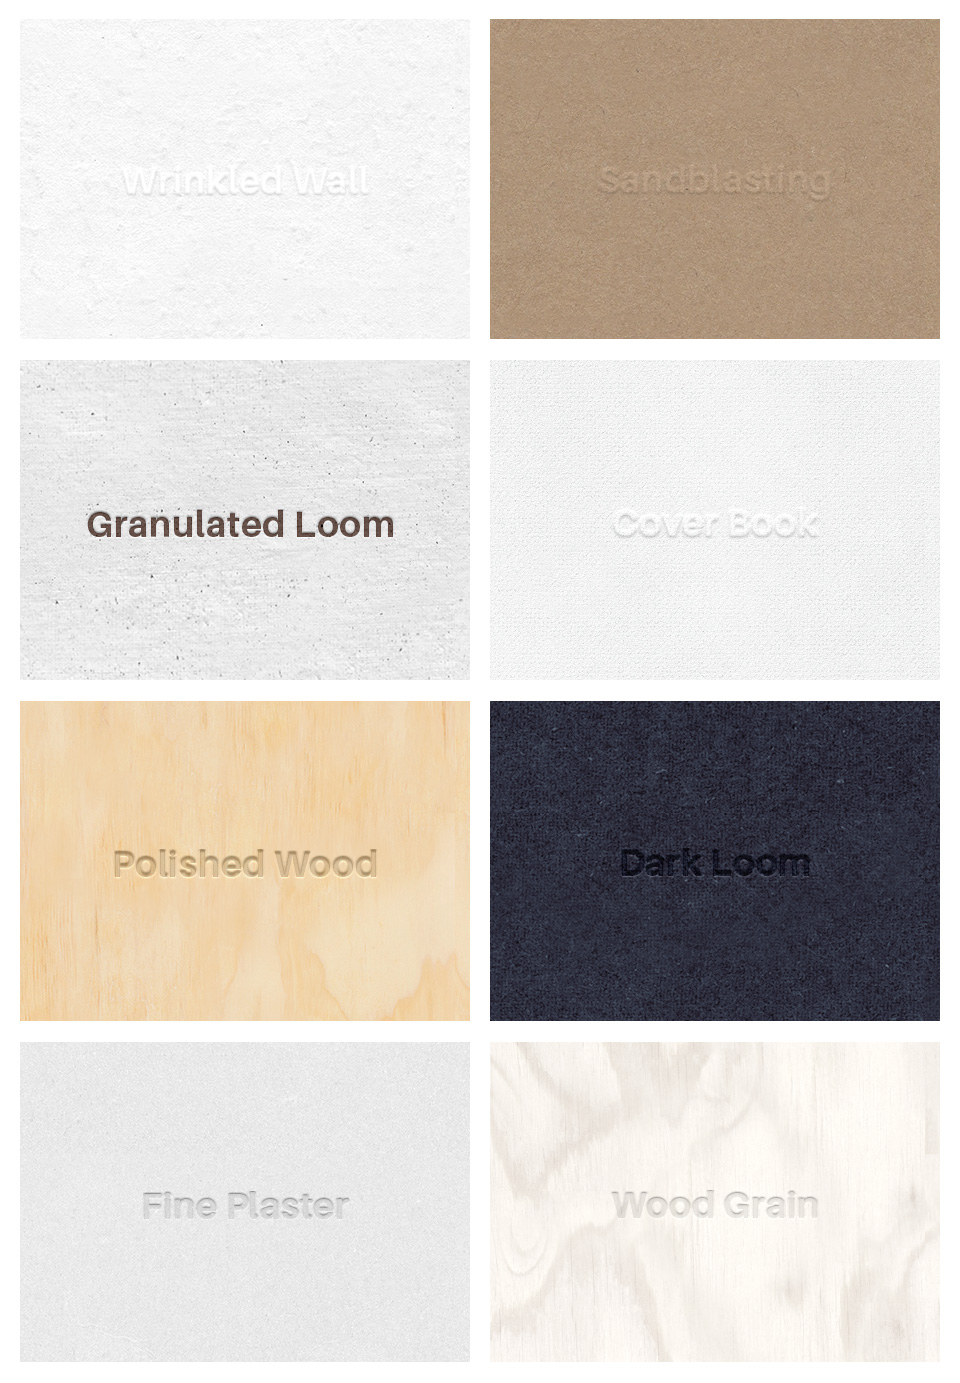 Wrinkled Wall
Sandblasting
Granulated Loom
Cover Book
Polished Wood
Dark Loom
Fine Plaster
Wood Grain